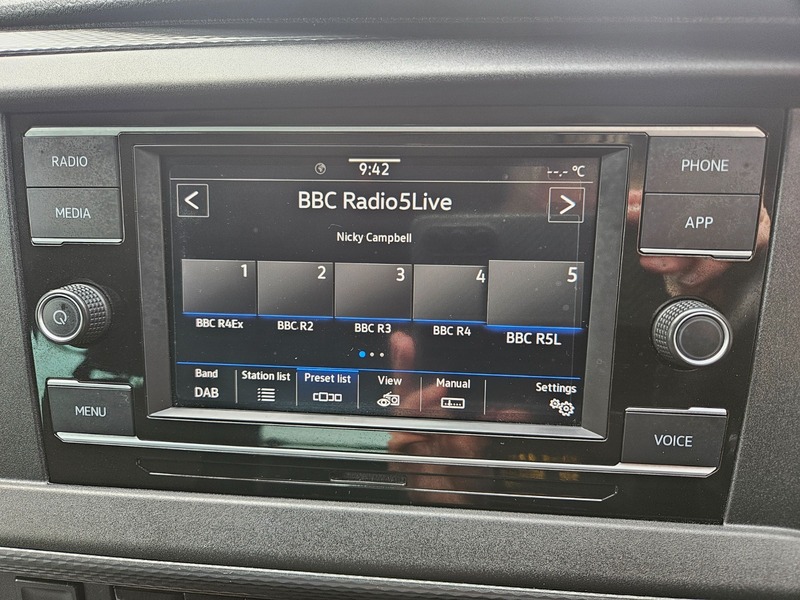 RADIO
MEDIA
MENU
9:42
--.- °C
<
BBC Radio5Live
>
Nicky Campbell
1 2 3 4 5
BBC R4Ex BBC R2 BBC R3 BBC R4 BBC R5L
Band Station list Preset list View Manual Settings
DAB
PHONE
APP
VOICE